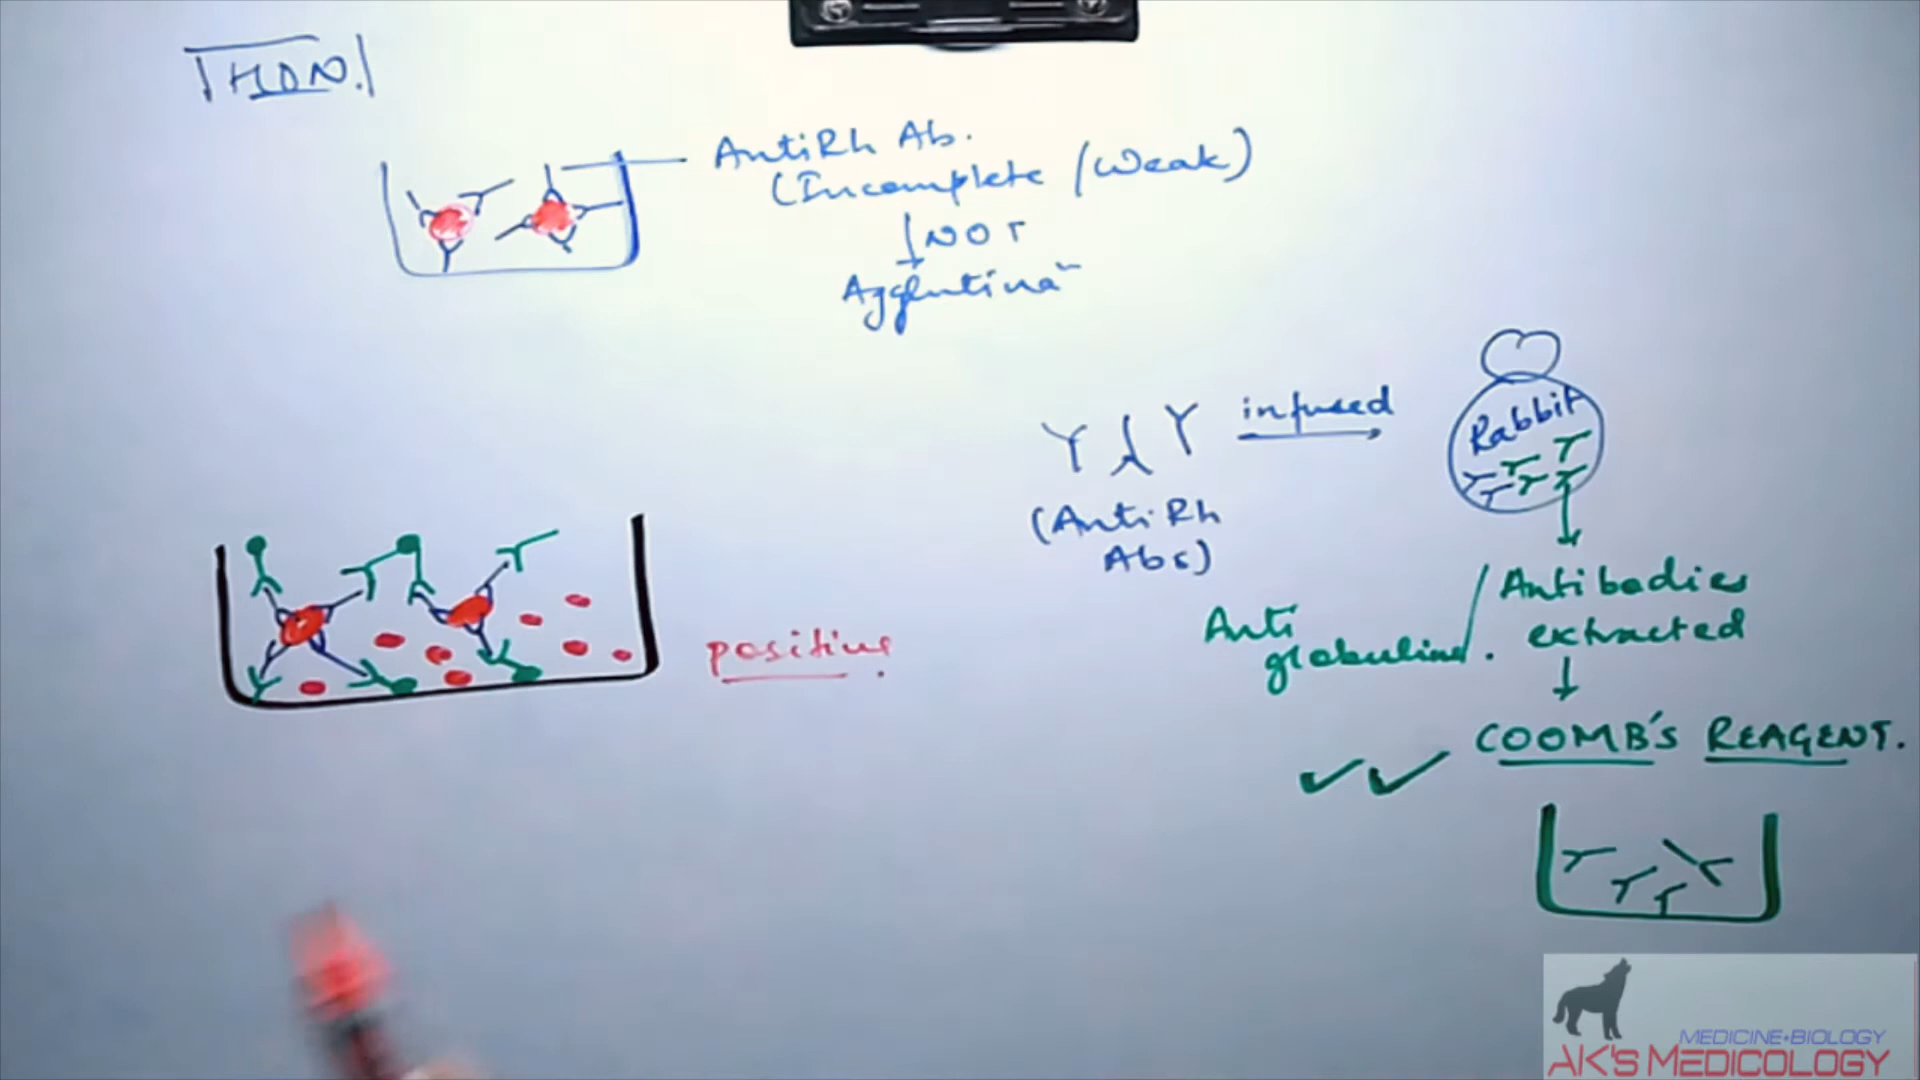 HDN.
AntiRh Ab.
(Incomplete / Weak)
NOT
Agglutina~
infused
Rabbit
(AntiRh
Abs)
Antibodies
extracted
Anti
globulins.
COOMB'S REAGENT.
positive
MEDICINE+BIOLOGY
AK'S MEDICOLOGY